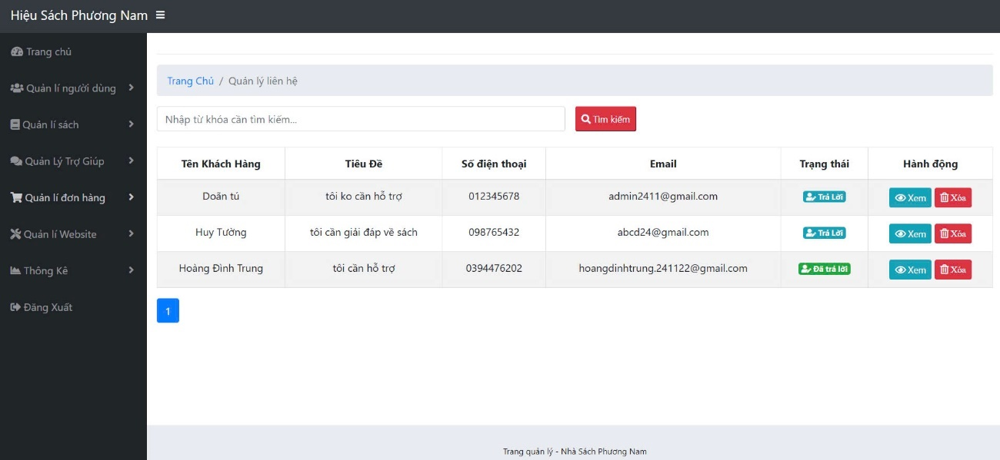 Hiệu Sách Phương Nam
Trang chủ
Quản lí người dùng
Quản lí sách
Quản Lý Trợ Giúp
Quản lí đơn hàng
Quản lí Website
Thông Kê
Đăng Xuất
Trang Chủ / Quản lý liên hệ
Nhập từ khóa cần tìm kiếm...
Tìm kiếm
Tên Khách Hàng Tiêu Đề Số điện thoại Email Trạng thái Hành động
Doãn tú tôi ko cần hỗ trợ 012345678 admin2411@gmail.com Trả Lời Xem Xóa
Huy Tường tôi cần giải đáp về sách 098765432 abcd24@gmail.com Trả Lời Xem Xóa
Hoàng Đình Trung tôi cần hỗ trợ 0394476202 hoangdinhtrung.241122@gmail.com Đã trả lời Xem Xóa
1
Trang quản lý - Nhà Sách Phương Nam